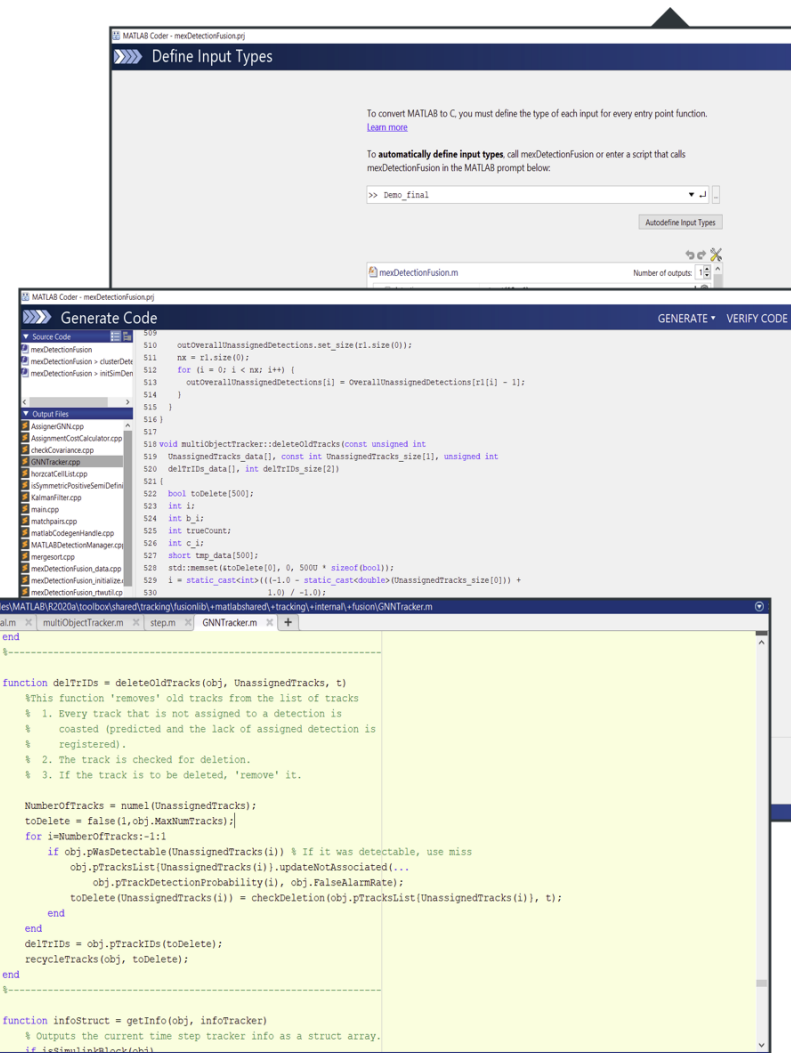 MATLAB Coder - mexDetectionFusion.prj
Define Input Types
To convert MATLAB to C, you must define the type of each input for every entry point function.
Learn more
To automatically define input types, call mexDetectionFusion or enter a script that calls
mexDetectionFusion in the MATLAB prompt below:
>> Demo_final
Autodefine Input Types
mexDetectionFusion.m Number of outputs: 1
MATLAB Coder - mexDetectionFusion.prj
Generate Code GENERATE VERIFY CODE
Source Code
mexDetectionFusion
mexDetectionFusion > clusterDete
mexDetectionFusion > initSimDen
Output Files
AssignerGNN.cpp
AssignmentCostCalculator.cpp
checkCovariance.cpp
GNNTracker.cpp
horzcatCellList.cpp
isSymmetricPositiveSemiDefini
KalmanFilter.cpp
main.cpp
matchpairs.cpp
matlabCodegenHandle.cpp
MATLABDetectionManager.cpp
mergesort.cpp
mexDetectionFusion_data.cpp
mexDetectionFusion_initialize.c
mexDetectionFusion_rtwutil.cp
509
510 outOverallUnassignedDetections.set_size(r1.size(0));
511 nx = r1.size(0);
512 for (i = 0; i < nx; i++) {
513 outOverallUnassignedDetections[i] = OverallUnassignedDetections[r1[i] - 1];
514 }
515 }
516 }
517
518 void multiObjectTracker::deleteOldTracks(const unsigned int
519 UnassignedTracks_data[], const int UnassignedTracks_size[1], unsigned int
520 delTrIDs_data[], int delTrIDs_size[2])
521 {
522 bool toDelete[500];
523 int i;
524 int b_i;
525 int trueCount;
526 int c_i;
527 short tmp_data[500];
528 std::memset(&toDelete[0], 0, 500U * sizeof(bool));
529 i = static_cast<int>(((-1.0 - static_cast<double>(UnassignedTracks_size[0])) +
530 1.0) / -1.0);
les\MATLAB\R2020a\toolbox\shared\tracking\fusionlib\+matlabshared\+tracking\+internal\+fusion\GNNTracker.m
al.m × multiObjectTracker.m × step.m × GNNTracker.m × +
end
%----------------------------------------------------------------
function delTrIDs = deleteOldTracks(obj, UnassignedTracks, t)
%This function 'removes' old tracks from the list of tracks
% 1. Every track that is not assigned to a detection is
% coasted (predicted and the lack of assigned detection is
% registered).
% 2. The track is checked for deletion.
% 3. If the track is to be deleted, 'remove' it.
NumberOfTracks = numel(UnassignedTracks);
toDelete = false(1,obj.MaxNumTracks);
for i=NumberOfTracks:-1:1
if obj.pWasDetectable(UnassignedTracks(i)) % If it was detectable, use miss
obj.pTracksList{UnassignedTracks(i)}.updateNotAssociated(...
obj.pTrackDetectionProbability(i), obj.FalseAlarmRate);
toDelete(UnassignedTracks(i)) = checkDeletion(obj.pTracksList{UnassignedTracks(i)}, t);
end
end
delTrIDs = obj.pTrackIDs(toDelete);
recycleTracks(obj, toDelete);
end
%----------------------------------------------------------------
function infoStruct = getInfo(obj, infoTracker)
% Outputs the current time step tracker info as a struct array.
if isSimulinkBlock(obj)